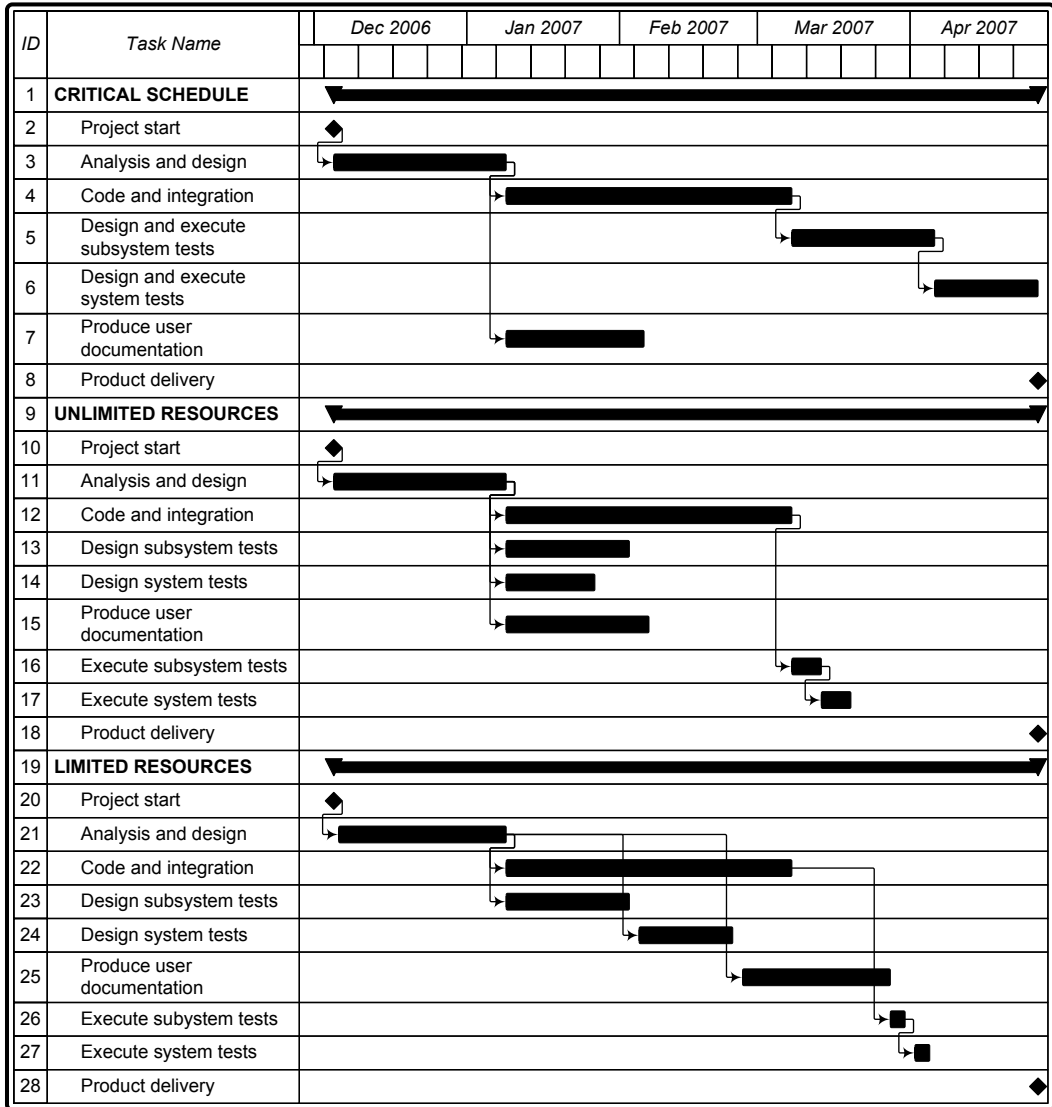 ID Task Name Dec 2006 Jan 2007 Feb 2007 Mar 2007 Apr 2007
1 CRITICAL SCHEDULE
2 Project start
3 Analysis and design
4 Code and integration
5 Design and execute
subsystem tests
6 Design and execute
system tests
7 Produce user
documentation
8 Product delivery
9 UNLIMITED RESOURCES
10 Project start
11 Analysis and design
12 Code and integration
13 Design subsystem tests
14 Design system tests
15 Produce user
documentation
16 Execute subsystem tests
17 Execute system tests
18 Product delivery
19 LIMITED RESOURCES
20 Project start
21 Analysis and design
22 Code and integration
23 Design subsystem tests
24 Design system tests
25 Produce user
documentation
26 Execute subystem tests
27 Execute system tests
28 Product delivery